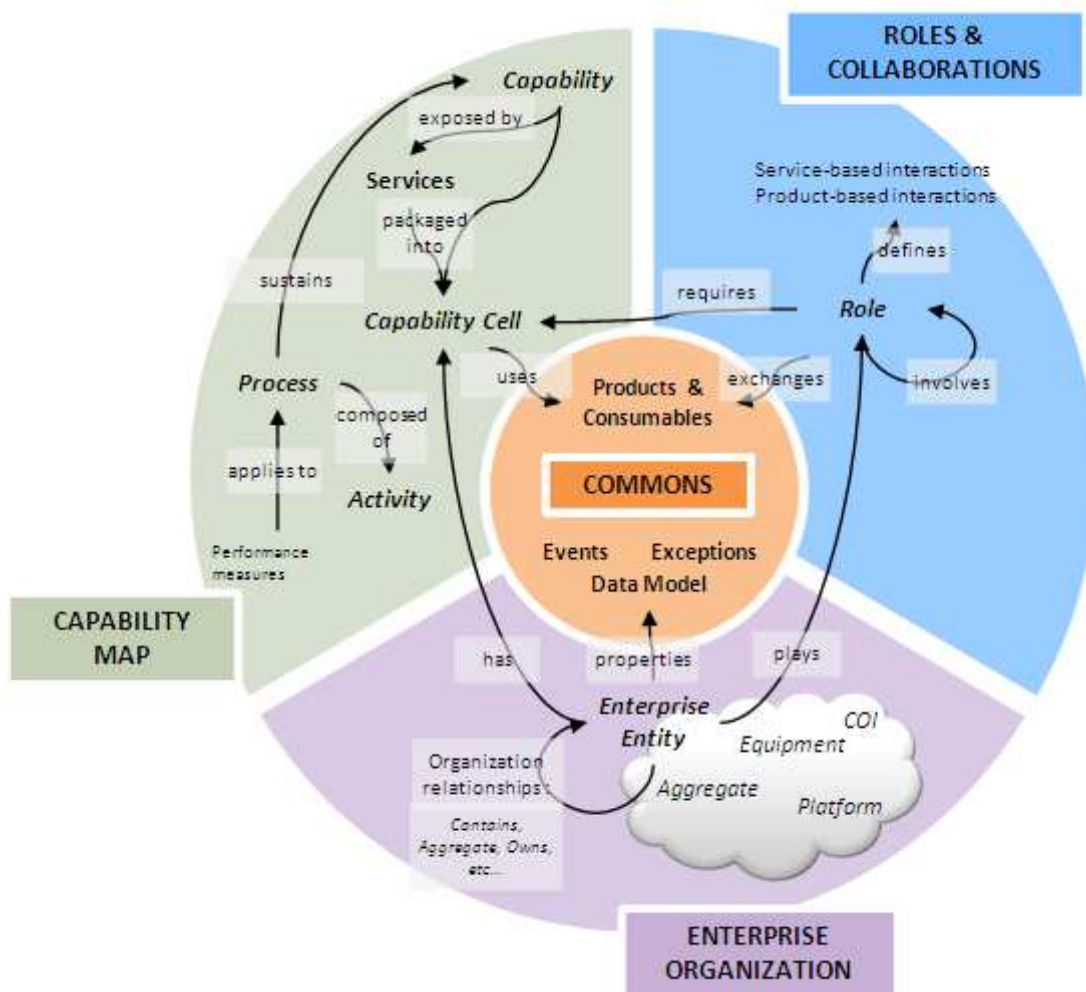 ROLES &
COLLABORATIONS
Capability
exposed by
Services
packaged
into
sustains
Capability Cell
Process
uses
composed
of
applies to
Activity
Performance
measures
CAPABILITY
MAP
Service-based interactions
Product-based interactions
defines
requires
Role
exchanges
involves
Products &
Consumables
COMMONS
Events
Exceptions
Data Model
has
properties
plays
Enterprise
Entity
COI
Equipment
Aggregate
Platform
Organization
relationships :
Contains,
Aggregate, Owns,
etc...
ENTERPRISE
ORGANIZATION